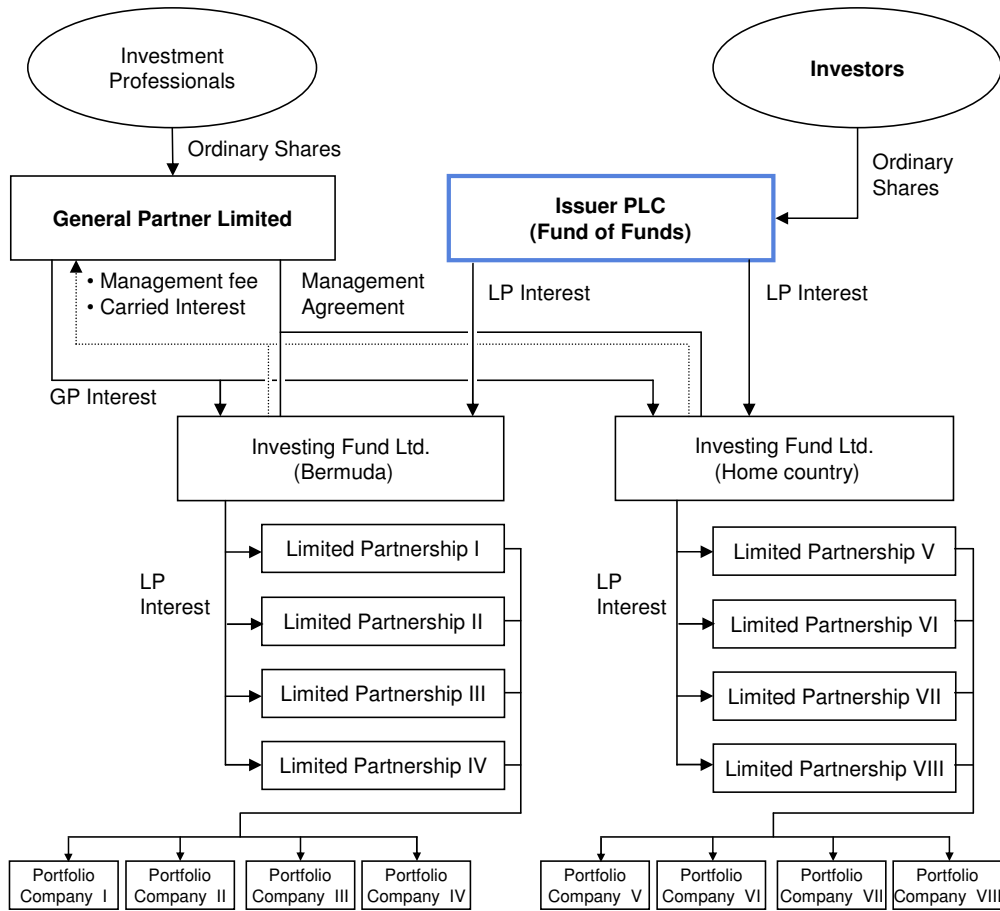 Investment
Professionals
Investors
Ordinary Shares
Ordinary
Shares
General Partner Limited
Issuer PLC
(Fund of Funds)
• Management fee
• Carried Interest
Management
Agreement
LP Interest
LP Interest
GP Interest
Investing Fund Ltd.
(Bermuda)
Investing Fund Ltd.
(Home country)
LP
Interest
Limited Partnership I
Limited Partnership II
Limited Partnership III
Limited Partnership IV
LP
Interest
Limited Partnership V
Limited Partnership VI
Limited Partnership VII
Limited Partnership VIII
Portfolio
Company I
Portfolio
Company II
Portfolio
Company III
Portfolio
Company IV
Portfolio
Company V
Portfolio
Company VI
Portfolio
Company VII
Portfolio
Company VIII